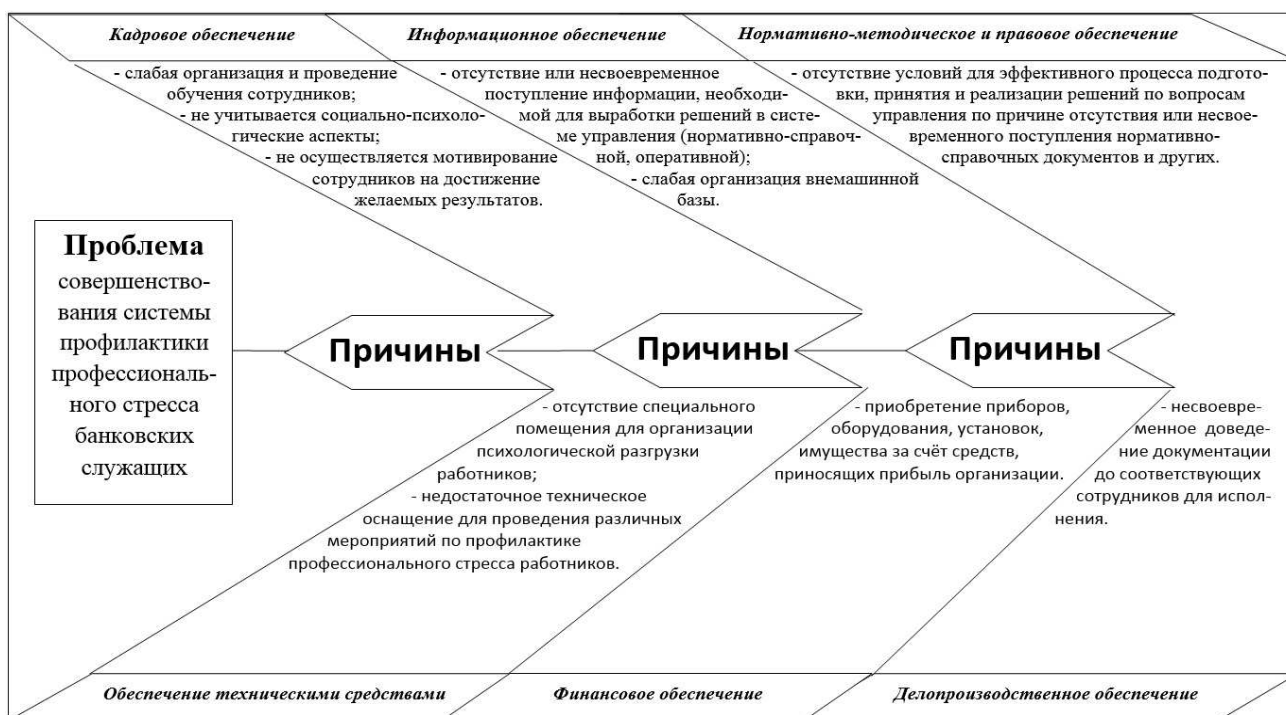 Кадровое обеспечение
Информационное обеспечение
Нормативно-методическое и правовое обеспечение
- слабая организация и проведение
обучения сотрудников;
- не учитывается социально-психоло-
гические аспекты;
- не осуществляется мотивирование
сотрудников на достижение
желаемых результатов.
- отсутствие или несвоевременное
поступление информации, необходи-
мой для выработки решений в систе-
ме управления (нормативно-справоч-
ной, оперативной);
- слабая организация внемашинной
базы.
- отсутствие условий для эффективного процесса подгото-
вки, принятия и реализации решений по вопросам
управления по причине отсутствия или несвое-
временного поступления нормативно-
справочных документов и других.
Проблема
совершенство-
вания системы
профилактики
профессиональ-
ного стресса
банковских
служащих
Причины
Причины
Причины
- отсутствие специального
помещения для организации
психологической разгрузки
работников;
- недостаточное техническое
оснащение для проведения различных
мероприятий по профилактике
профессионального стресса работников.
- приобретение приборов,
оборудования, установок,
имущества за счёт средств,
приносящих прибыль организации.
- несвоевре-
менное доведе-
ние документации
до соответствующих
сотрудников для испол-
нения.
Обеспечение техническими средствами
Финансовое обеспечение
Делопроизводственное обеспечение